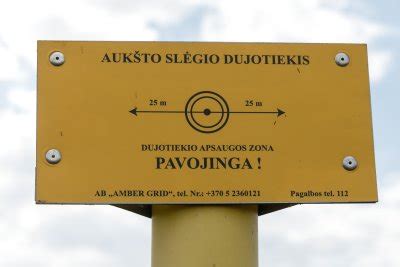 AUKŠTO SLĖGIO DUJOTIEKIS
25 m 25 m
DUJOTIEKIO APSAUGOS ZONA
PAVOJINGA !
AB „AMBER GRID", tel. Nr.: +370 5 2360121 Pagalbos tel. 112